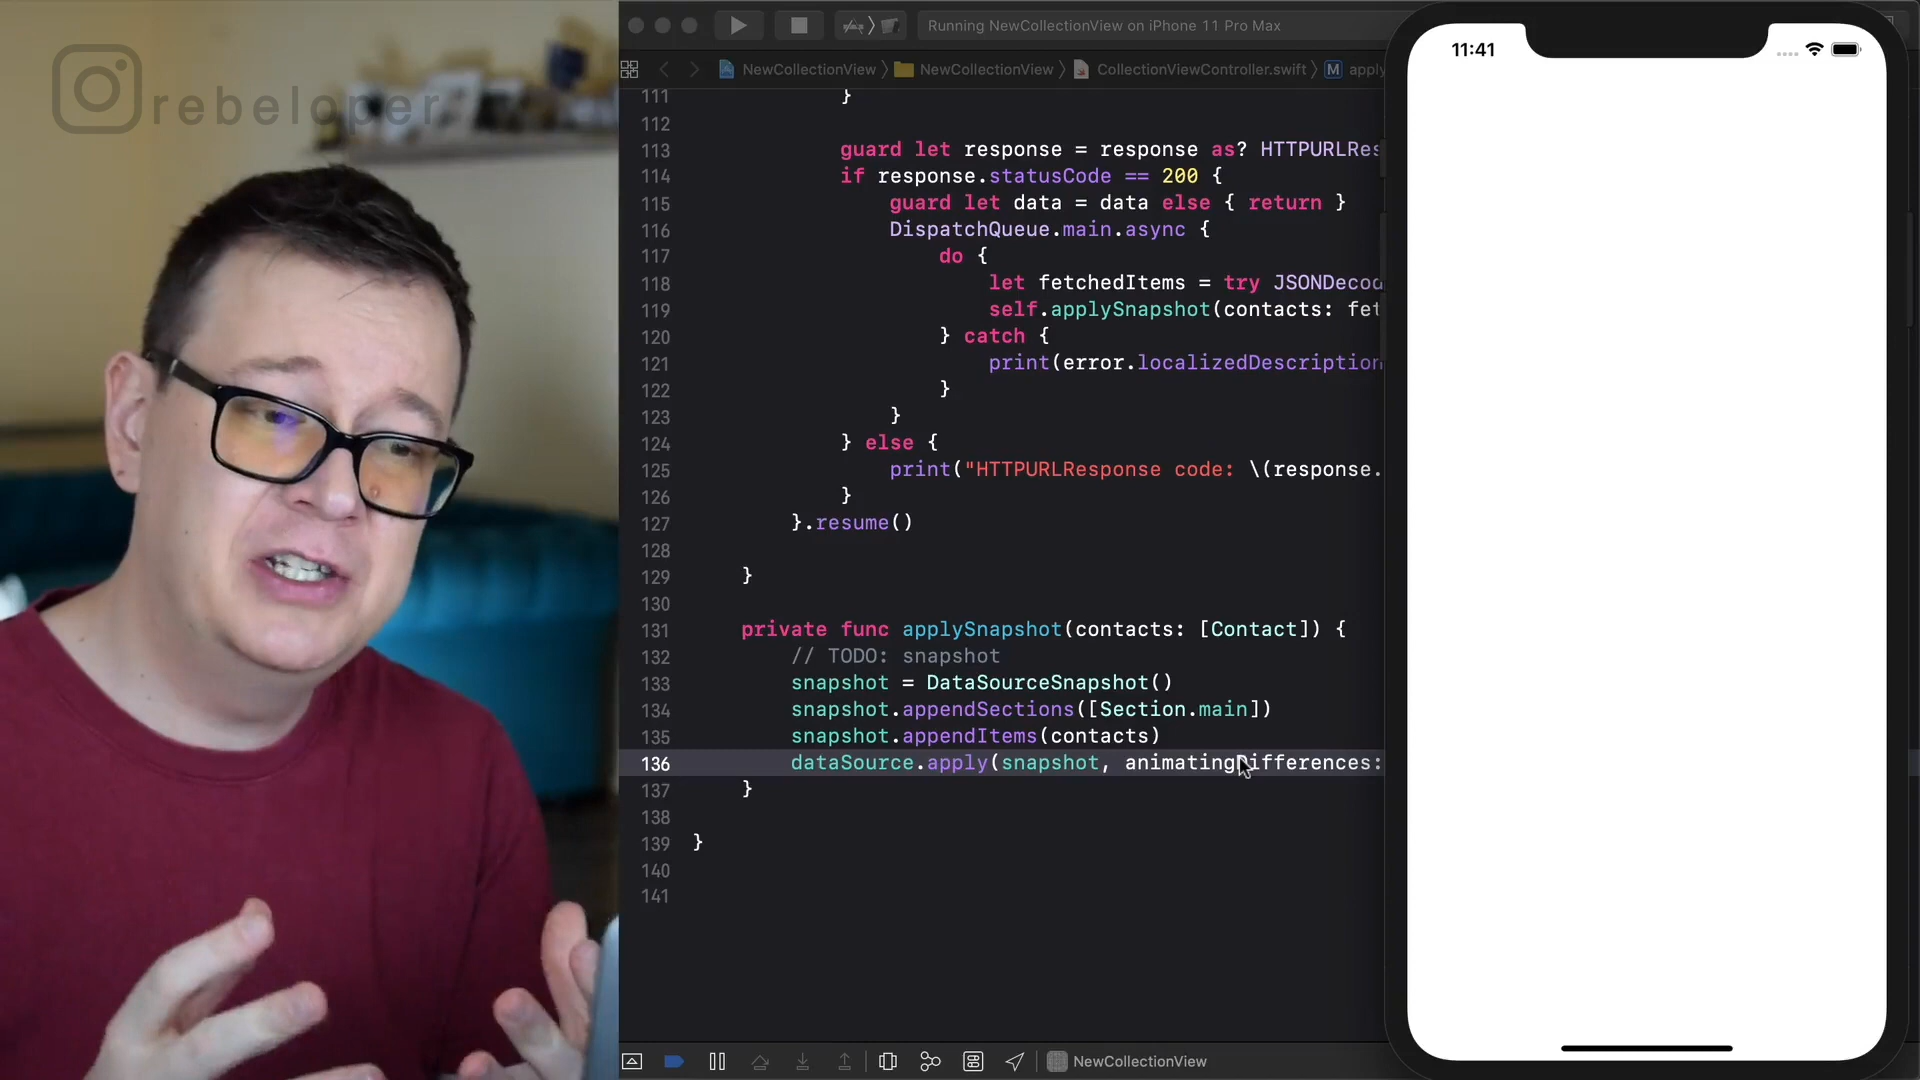 rebeloper
Running NewCollectionView on iPhone 11 Pro Max
NewCollectionView
NewCollectionView
CollectionViewController.swift
M apply
111 }
112
113 guard let response = response as? HTTPURLRes
114 if response.statusCode == 200 {
115 guard let data = data else { return }
116 DispatchQueue.main.async {
117 do {
118 let fetchedItems = try JSONDecod
119 self.applySnapshot(contacts: fet
120 } catch {
121 print(error.localizedDescription
122 }
123 }
124 } else {
125 print("HTTPURLResponse code: \(response.
126 }
127 }.resume()
128
129 }
130
131 private func applySnapshot(contacts: [Contact]) {
132 // TODO: snapshot
133 snapshot = DataSourceSnapshot()
134 snapshot.appendSections([Section.main])
135 snapshot.appendItems(contacts)
136 dataSource.apply(snapshot, animatingDifferences:
137 }
138
139 }
140
141
NewCollectionView
11:41